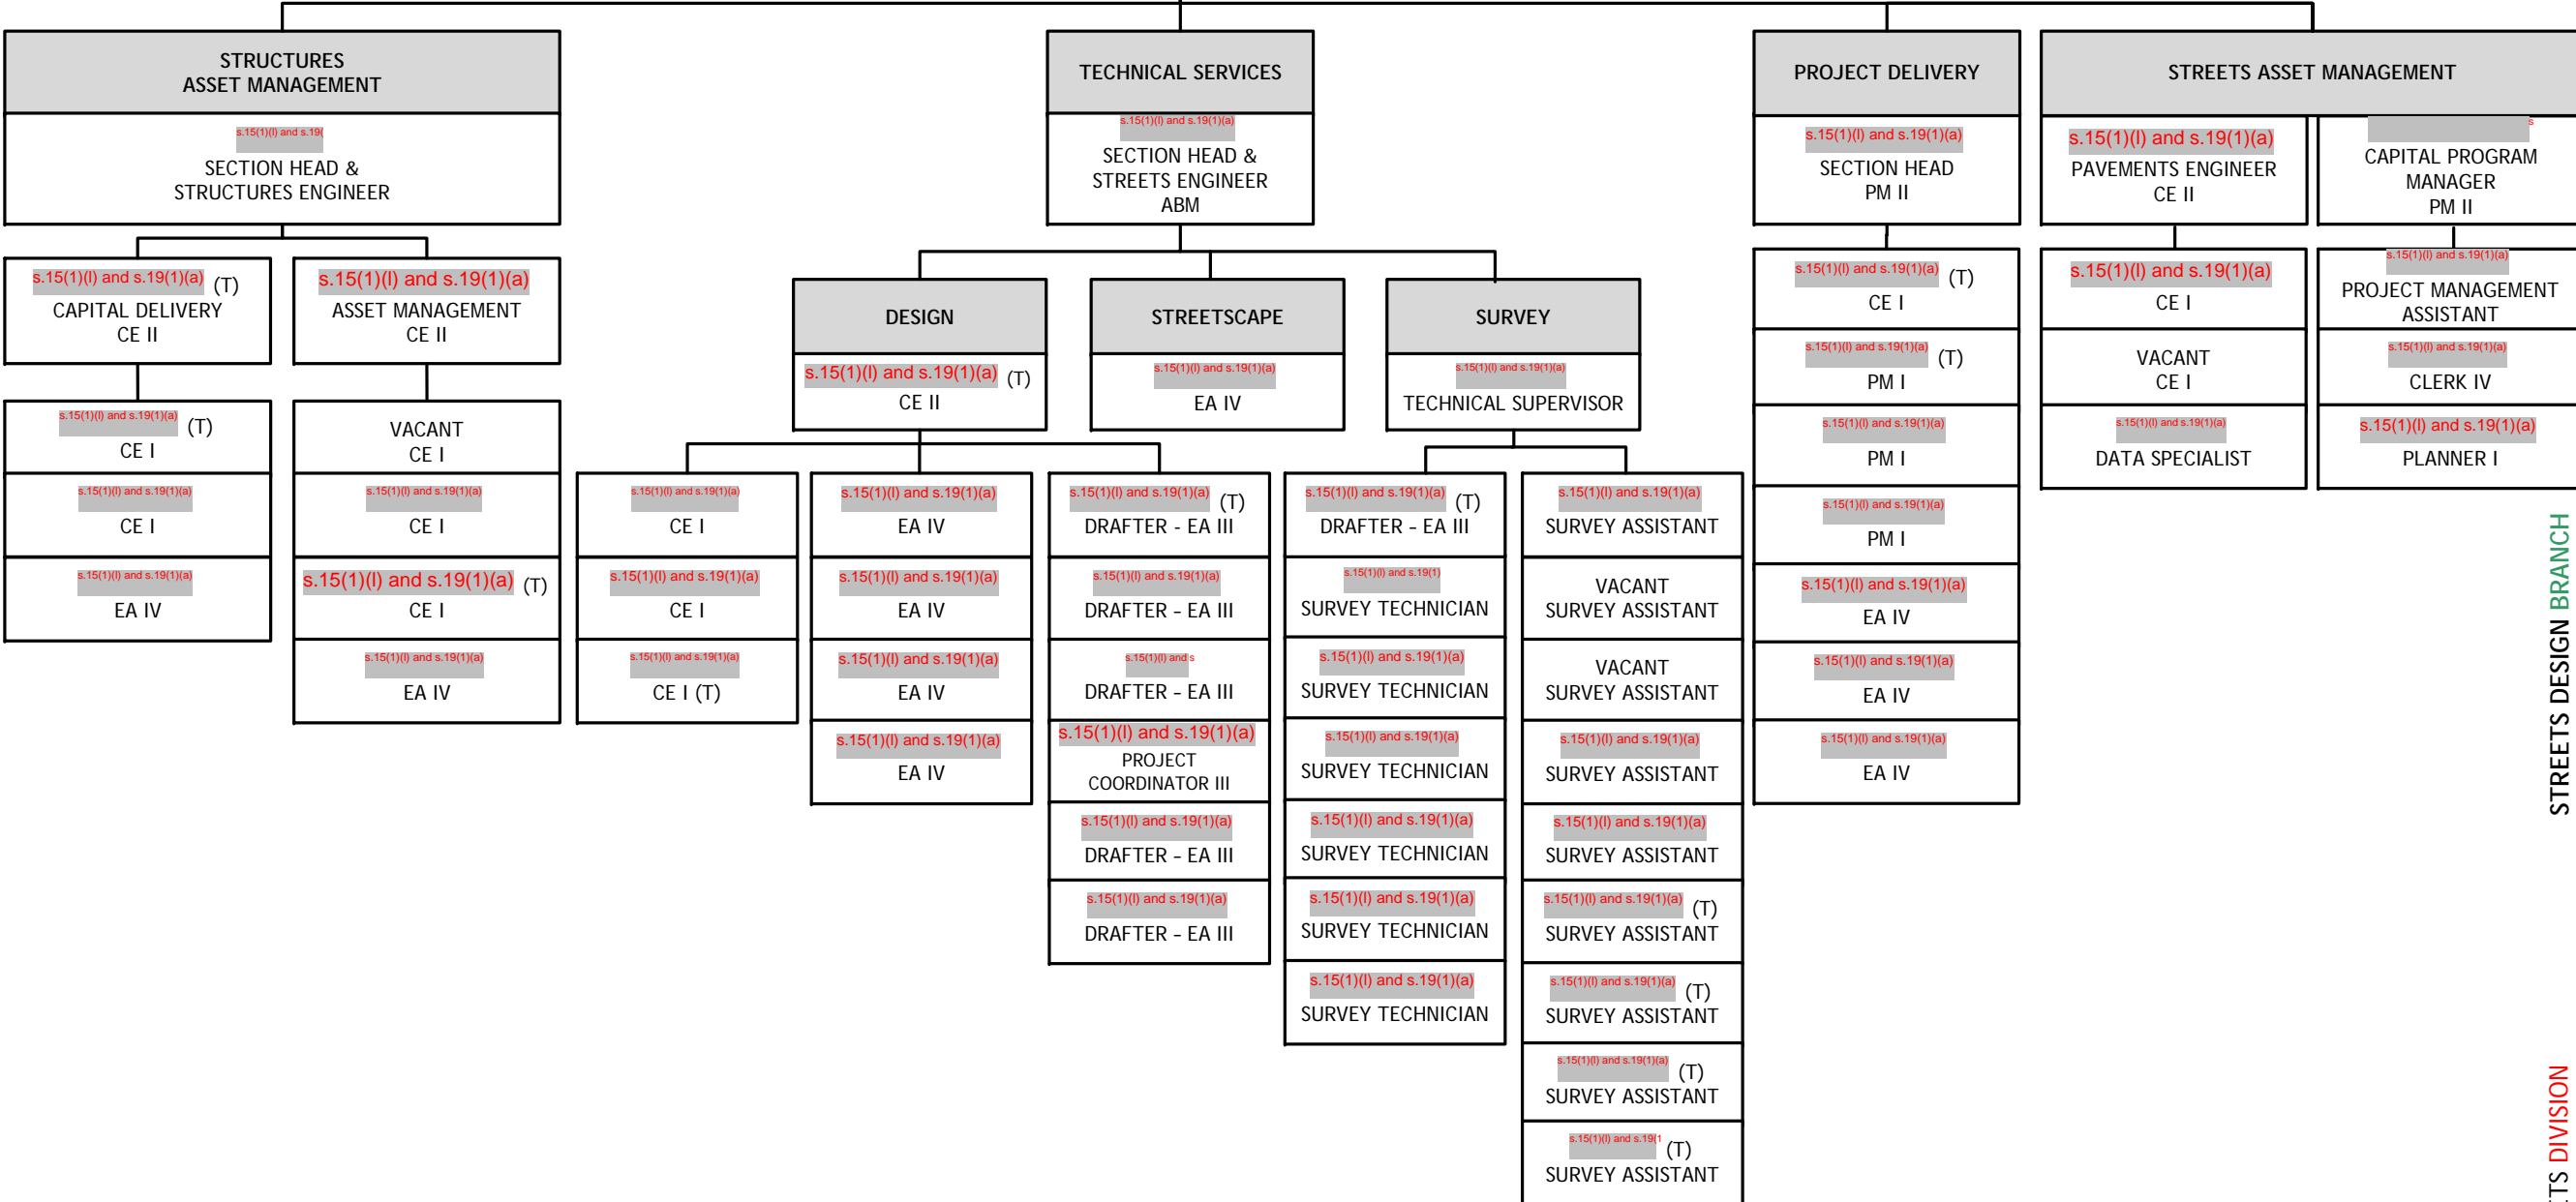 STRUCTURES
ASSET MANAGEMENT
s.15(1)(l) and s.19(
SECTION HEAD &
STRUCTURES ENGINEER
s.15(1)(l) and s.19(1)(a) (T)
CAPITAL DELIVERY
CE II
s.15(1)(l) and s.19(1)(a) (T)
CE I
s.15(1)(l) and s.19(1)(a)
CE I
s.15(1)(l) and s.19(1)(a)
EA IV
s.15(1)(l) and s.19(1)(a)
ASSET MANAGEMENT
CE II
VACANT
CE I
s.15(1)(l) and s.19(1)(a)
CE I
s.15(1)(l) and s.19(1)(a) (T)
CE I
s.15(1)(l) and s.19(1)(a)
EA IV
TECHNICAL SERVICES
s.15(1)(l) and s.19(1)(a)
SECTION HEAD &
STREETS ENGINEER
ABM
DESIGN
s.15(1)(l) and s.19(1)(a) (T)
CE II
s.15(1)(l) and s.19(1)(a)
CE I
s.15(1)(l) and s.19(1)(a)
CE I
s.15(1)(l) and s.19(1)(a)
CE I (T)
s.15(1)(l) and s.19(1)(a)
EA IV
s.15(1)(l) and s.19(1)(a)
EA IV
s.15(1)(l) and s.19(1)(a)
EA IV
s.15(1)(l) and s.19(1)(a)
EA IV
s.15(1)(l) and s.19(1)(a) (T)
DRAFTER - EA III
s.15(1)(l) and s.19(1)(a)
DRAFTER - EA III
s.15(1)(l) and s
DRAFTER - EA III
s.15(1)(l) and s.19(1)(a)
PROJECT
COORDINATOR III
s.15(1)(l) and s.19(1)(a)
DRAFTER - EA III
s.15(1)(l) and s.19(1)(a)
DRAFTER - EA III
STREETSCAPE
s.15(1)(l) and s.19(1)(a)
EA IV
SURVEY
s.15(1)(l) and s.19(1)(a)
TECHNICAL SUPERVISOR
s.15(1)(l) and s.19(1)(a) (T)
DRAFTER - EA III
s.15(1)(l) and s.19(1)
SURVEY TECHNICIAN
s.15(1)(l) and s.19(1)(a)
SURVEY TECHNICIAN
s.15(1)(l) and s.19(1)(a)
SURVEY TECHNICIAN
s.15(1)(l) and s.19(1)(a)
SURVEY TECHNICIAN
s.15(1)(l) and s.19(1)(a)
SURVEY TECHNICIAN
s.15(1)(l) and s.19(1)(a)
SURVEY TECHNICIAN
s.15(1)(l) and s.19(1)(a)
SURVEY ASSISTANT
VACANT
SURVEY ASSISTANT
VACANT
SURVEY ASSISTANT
s.15(1)(l) and s.19(1)(a)
SURVEY ASSISTANT
s.15(1)(l) and s.19(1)(a)
SURVEY ASSISTANT
s.15(1)(l) and s.19(1)(a) (T)
SURVEY ASSISTANT
s.15(1)(l) and s.19(1)(a) (T)
SURVEY ASSISTANT
s.15(1)(l) and s.19(1)(a) (T)
SURVEY ASSISTANT
s.15(1)(l) and s.19(1 (T)
SURVEY ASSISTANT
PROJECT DELIVERY
s.15(1)(l) and s.19(1)(a)
SECTION HEAD
PM II
s.15(1)(l) and s.19(1)(a) (T)
CE I
s.15(1)(l) and s.19(1)(a) (T)
PM I
s.15(1)(l) and s.19(1)(a)
PM I
s.15(1)(l) and s.19(1)(a)
PM I
s.15(1)(l) and s.19(1)(a)
EA IV
s.15(1)(l) and s.19(1)(a)
EA IV
s.15(1)(l) and s.19(1)(a)
EA IV
STREETS ASSET MANAGEMENT
s.15(1)(l) and s.19(1)(a)
PAVEMENTS ENGINEER
CE II
s.15(1)(l) and s.19(1)(a)
CE I
VACANT
CE I
s.15(1)(l) and s.19(1)(a)
DATA SPECIALIST
s
CAPITAL PROGRAM
MANAGER
PM II
s.15(1)(l) and s.19(1)(a)
PROJECT MANAGEMENT
ASSISTANT
s.15(1)(l) and s.19(1)(a)
CLERK IV
s.15(1)(l) and s.19(1)(a)
PLANNER I
STREETS DESIGN BRANCH
ETS DIVISION